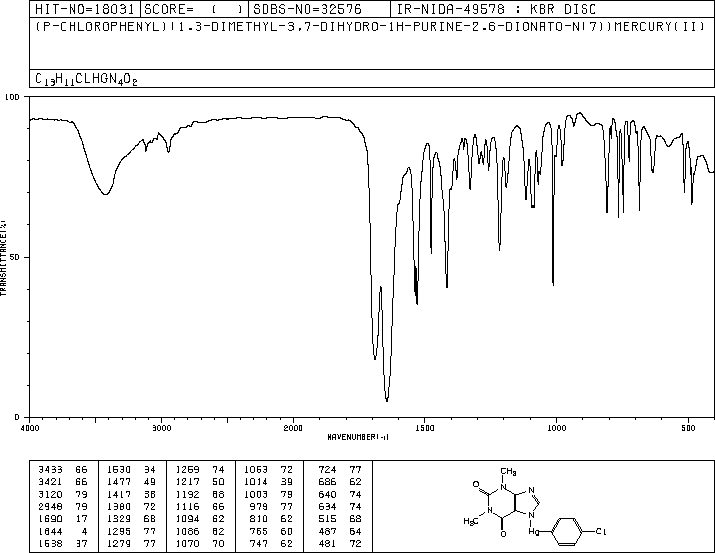 HIT-NO=18031 SCORE= ( ) SDBS-NO=32576 IR-NIDA-49578 : KBR DISC
(P-CHLOROPHENYL)(1,3-DIMETHYL-3,7-DIHYDRO-1H-PURINE-2,6-DIONATO-N(7))MERCURY(II)
C13H11CLHGN4O2
100
50
0
TRANSMITTANCE(%)
4000 3000 2000 1500 1000 500
WAVENUMBER(-1)
3433 66 1530 34 1259 74 1063 72 724 77
3421 66 1477 49 1217 50 1014 39 686 62
3120 79 1417 38 1192 68 1003 79 640 74
2948 79 1380 72 1116 66 979 77 634 74
1690 17 1329 68 1094 62 810 62 515 68
1644 4 1295 77 1086 62 765 60 487 64
1538 37 1279 77 1070 70 747 62 481 72
CH3
O N N
H3C N N
O Hg Cl